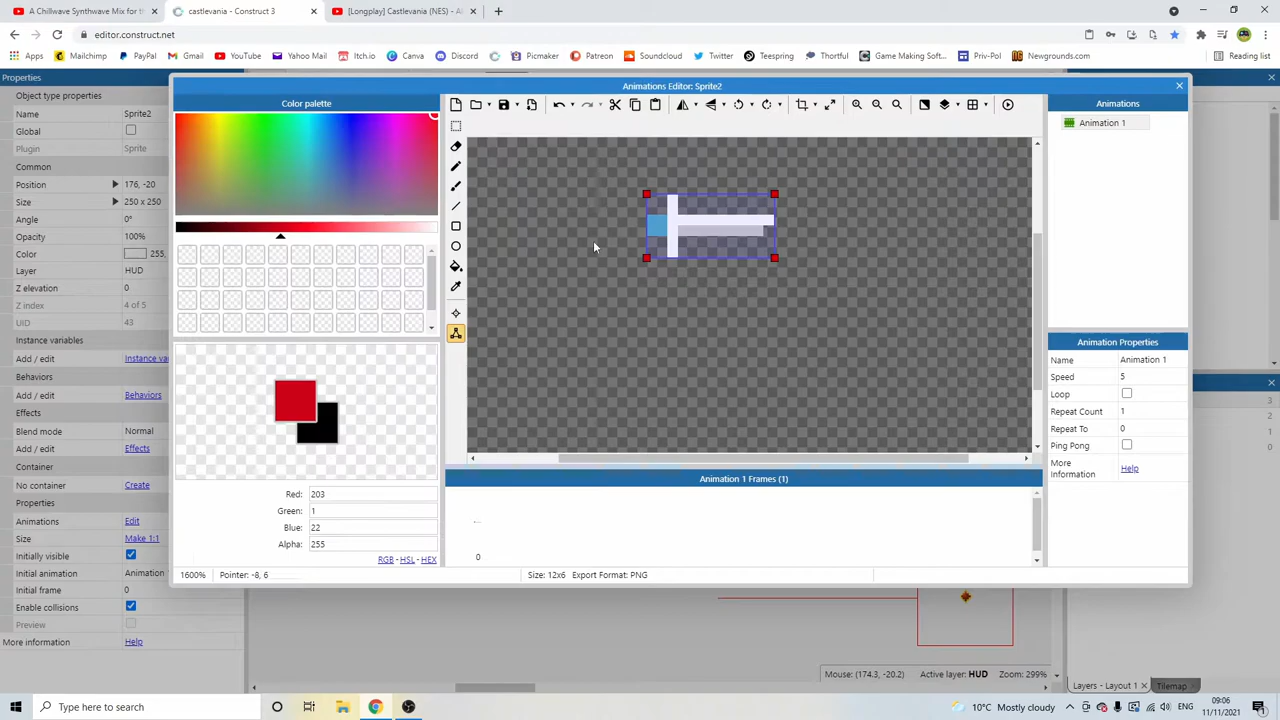 A Chillwave Synthwave Mix for th
castlevania - Construct 3
[Longplay] Castlevania (NES) - A
editor.construct.net
Apps
Mailchimp
PayPal
Gmail
YouTube
Yahoo Mail
Itch.io
Canva
Discord
Picmaker
Patreon
Soundcloud
Twitter
Teespring
Thortful
Game Making Soft...
Priv-Pol
Newgrounds.com
Reading list
Properties
Object type properties
Name Sprite2
Global
Plugin Sprite
Common
Position 176, -20
Size 250 x 250
Angle 0°
Opacity 100%
Color 255,
Layer HUD
Z elevation 0
Z index 4 of 5
UID 43
Instance variables
Add / edit Instance va
Behaviors
Add / edit Behaviors
Effects
Blend mode Normal
Add / edit Effects
Container
No container Create
Properties
Animations Edit
Size Make 1:1
Initially visible
Initial animation Animation
Initial frame 0
Enable collisions
Preview
More information Help
Animations Editor: Sprite2
Color palette
Red: 203
Green: 1
Blue: 22
Alpha: 255
RGB - HSL - HEX
Animation 1 Frames (1)
0
1600% Pointer: -8, 6 Size: 12x6 Export Format: PNG
Animations
Animation 1
Animation Properties
Name Animation 1
Speed 5
Loop
Repeat Count 1
Repeat To 0
Ping Pong
More
Information Help
3
2
1
0
Mouse: (174.3, -20.2) Active layer: HUD Zoom: 299%
Layers - Layout 1
Tilemap
Type here to search
10°C Mostly cloudy
09:06
11/11/2021